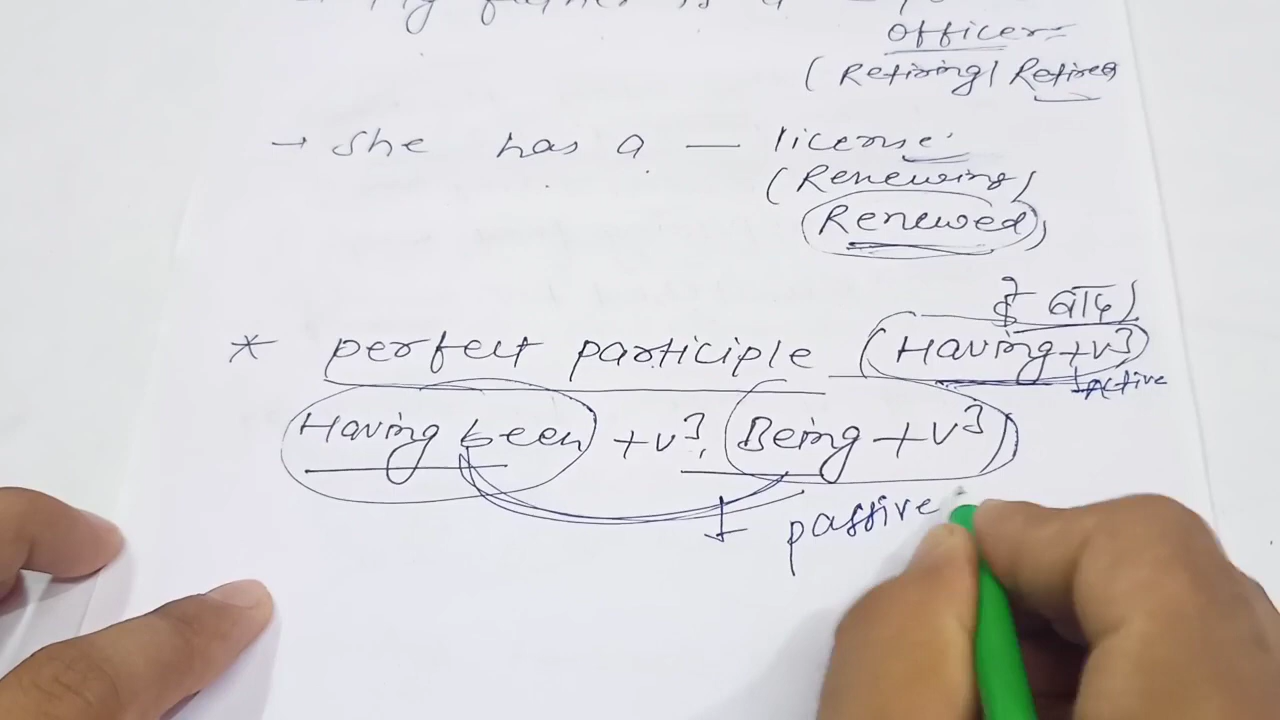 is a
officer
(Retiring/ Retired
→ She has a — license.
(Renewing/
Renewed)
* perfect participle (Having+v3
Active
Having been +v3, Being +v3)
passive